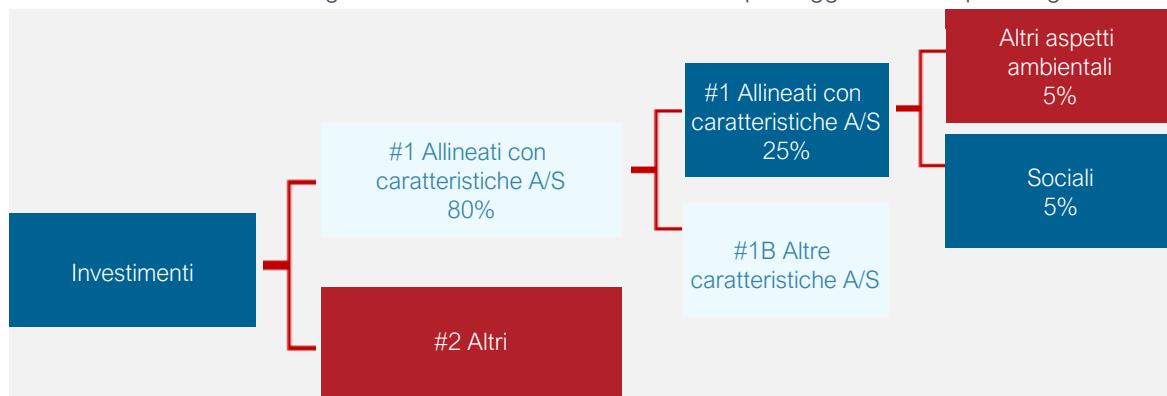 Altri aspetti
ambientali
5%
#1 Allineati con
caratteristiche A/S
25%
#1 Allineati con
caratteristiche A/S
80%
Sociali
5%
#1B Altre
caratteristiche A/S
Investimenti
#2 Altri